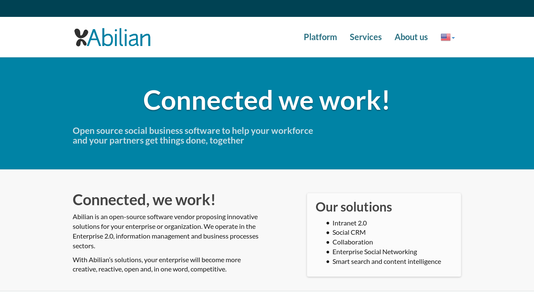 Abilian
Platform Services About us
Connected we work!
Open source social business software to help your workforce
and your partners get things done, together
Connected, we work!
Abilian is an open-source software vendor proposing innovative
solutions for your enterprise or organization. We operate in the
Enterprise 2.0, information management and business processes
sectors.
With Abilian's solutions, your enterprise will become more
creative, reactive, open and, in one word, competitive.
Our solutions
Intranet 2.0
Social CRM
Collaboration
Enterprise Social Networking
Smart search and content intelligence